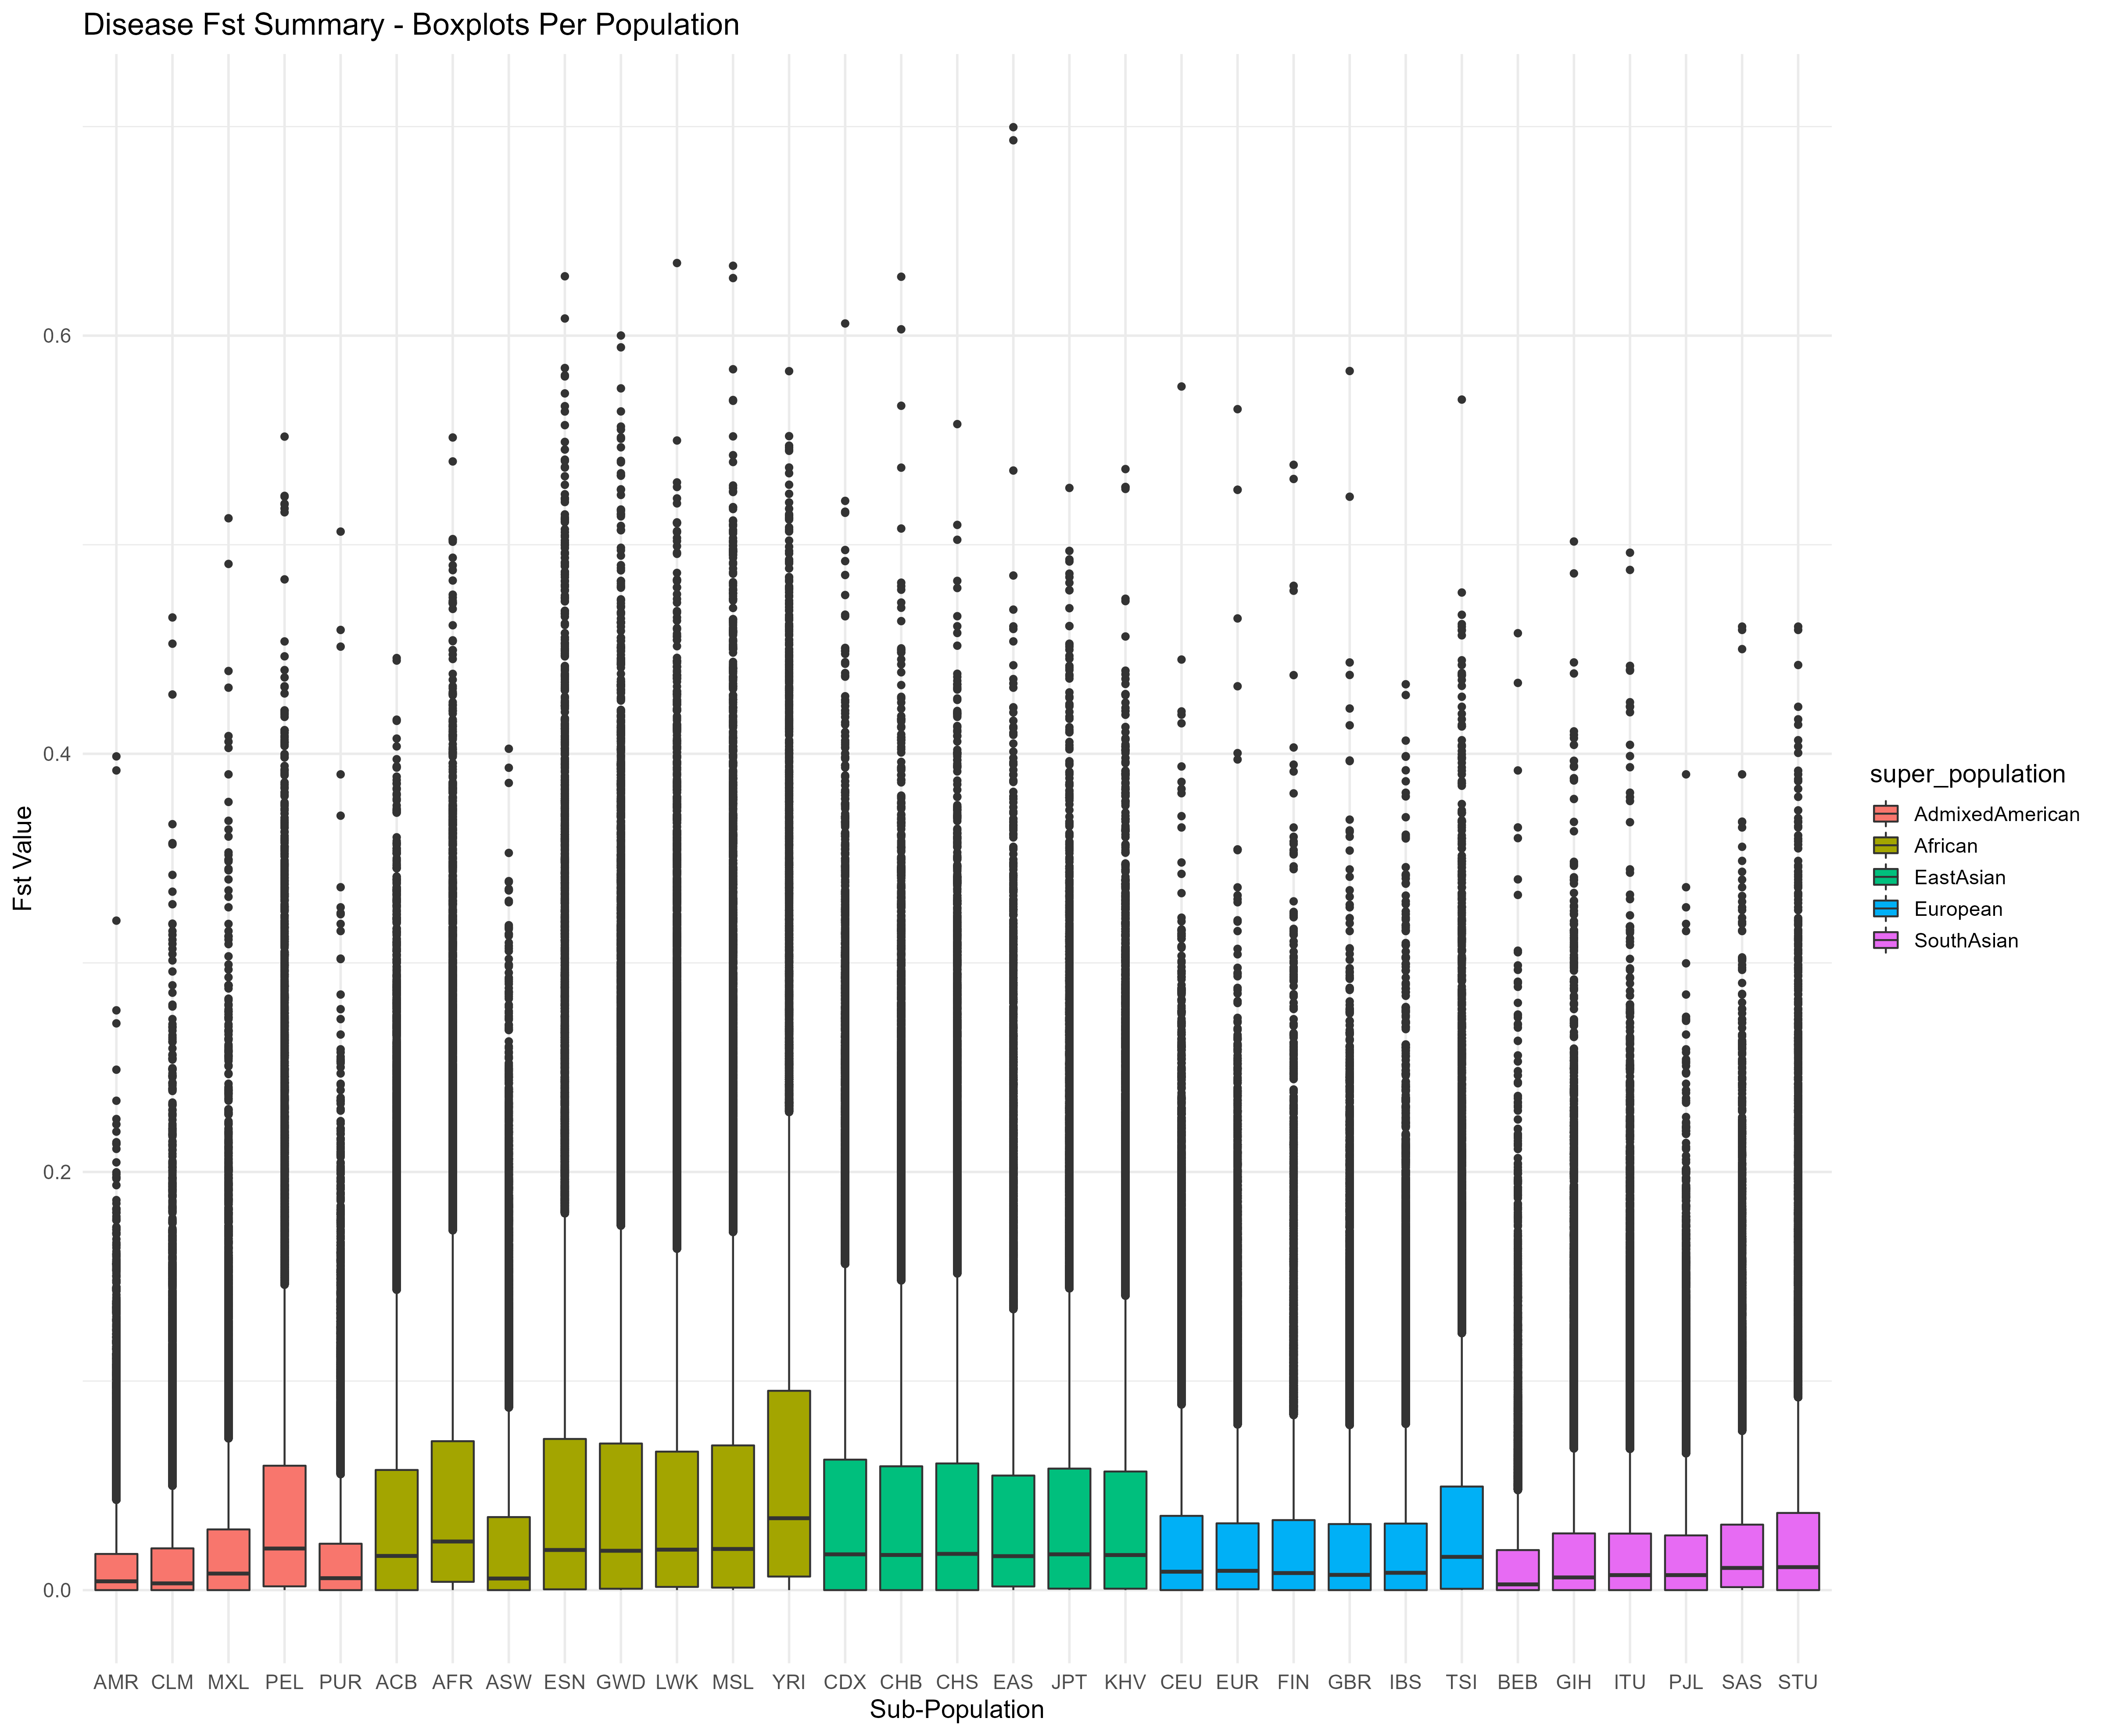 Disease Fst Summary - Boxplots Per Population
Fst Value
0.6
0.4
0.2
0.0
AMR CLM MXL PEL PUR ACB AFR ASW ESN GWD LWK MSL YRI CDX CHB CHS EAS JPT KHV CEU EUR FIN GBR IBS TSI BEB GIH ITU PJL SAS STU
Sub-Population
super_population
AdmixedAmerican
African
EastAsian
European
SouthAsian